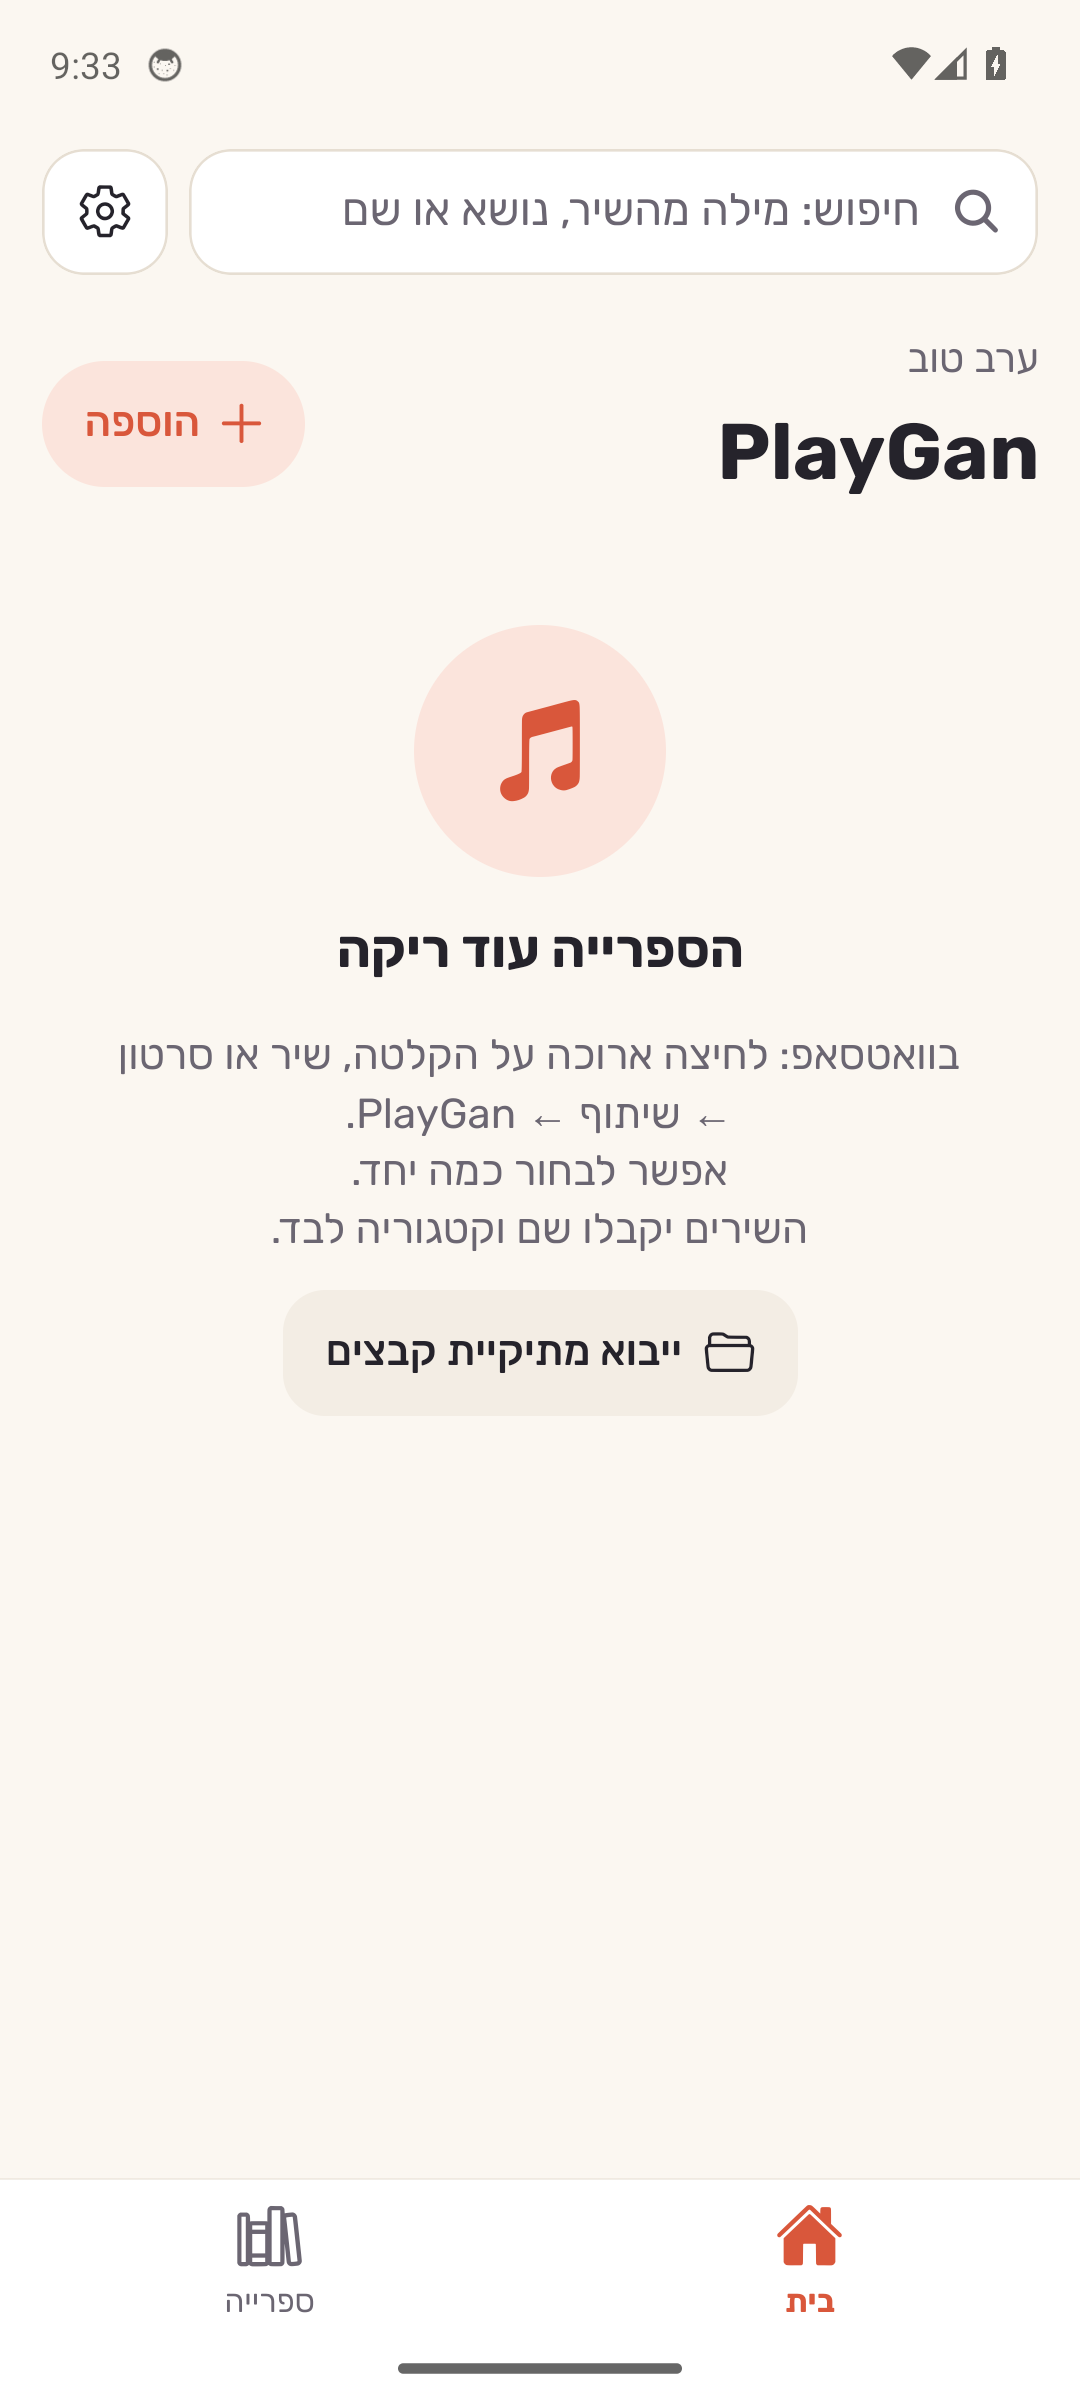 9:33
חיפוש: מילה מהשיר, נושא או שם
ערב טוב
PlayGan
הוספה
הספרייה עוד ריקה
בוואטסאפ: לחיצה ארוכה על הקלטה, שיר או סרטון
← שיתוף ← PlayGan.
אפשר לבחור כמה יחד.
השירים יקבלו שם וקטגוריה לבד.
ייבוא מתיקיית קבצים
בית
ספרייה